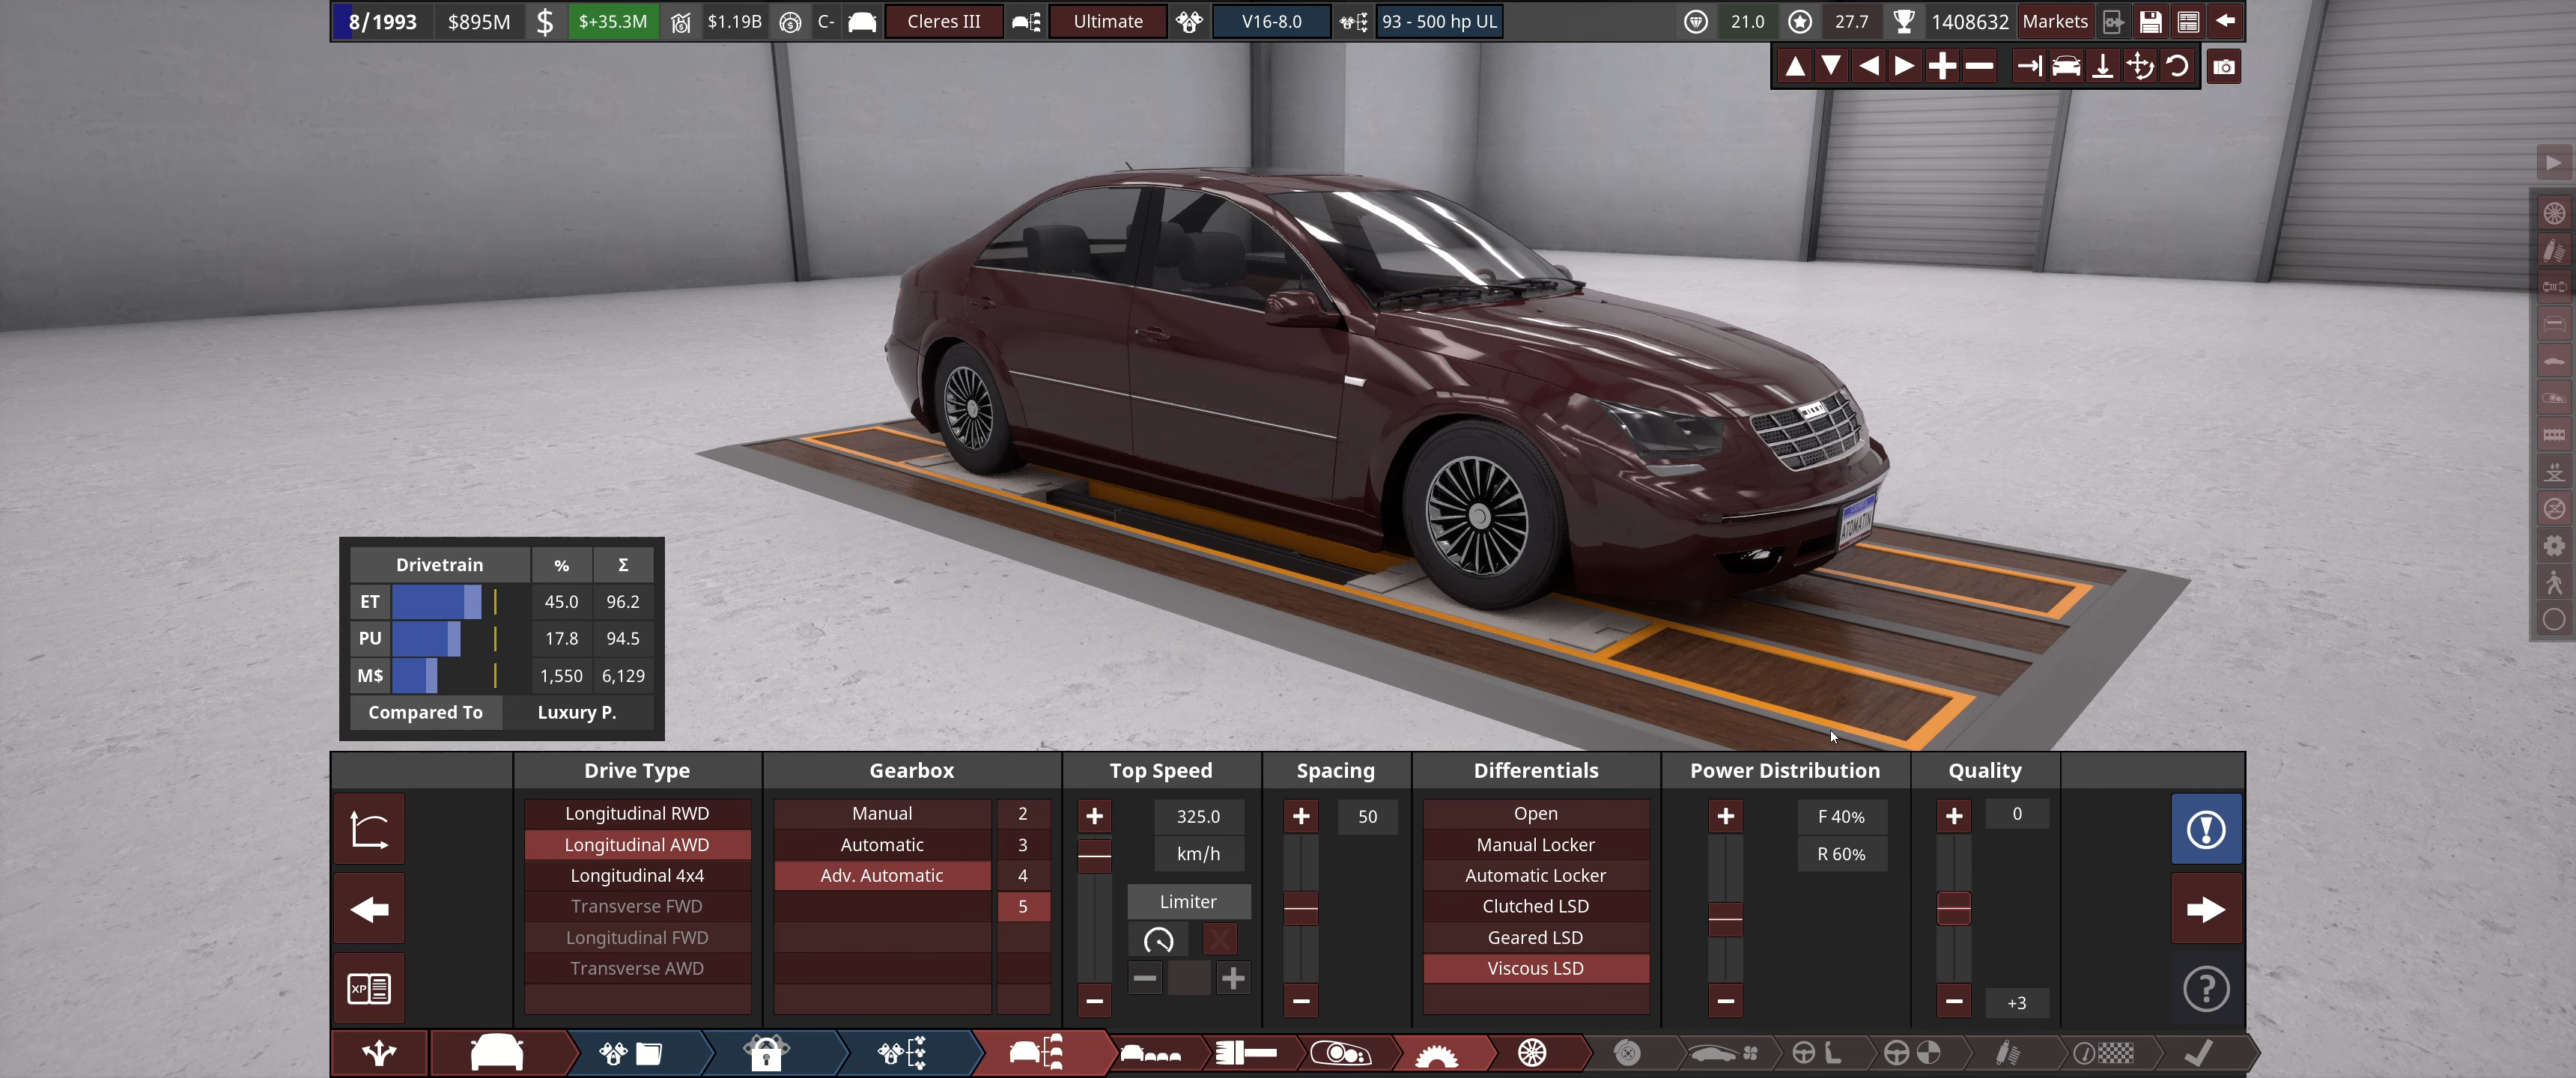 8/1993 $895M $+35.3M $1.19B C- Cleres III Ultimate V16-8.0 93 - 500 hp UL 21.0 27.7 1408632 Markets
ATOMATIN
Drivetrain % Σ
ET 45.0 96.2
PU 17.8 94.5
M$ 1,550 6,129
Compared To Luxury P.
Drive Type
Longitudinal RWD
Longitudinal AWD
Longitudinal 4x4
Transverse FWD
Longitudinal FWD
Transverse AWD
Gearbox
Manual 2
Automatic 3
Adv. Automatic 4
5
Top Speed
325.0
km/h
Limiter
Spacing
50
Differentials
Open
Manual Locker
Automatic Locker
Clutched LSD
Geared LSD
Viscous LSD
Power Distribution
F 40%
R 60%
Quality
0
+3
XP